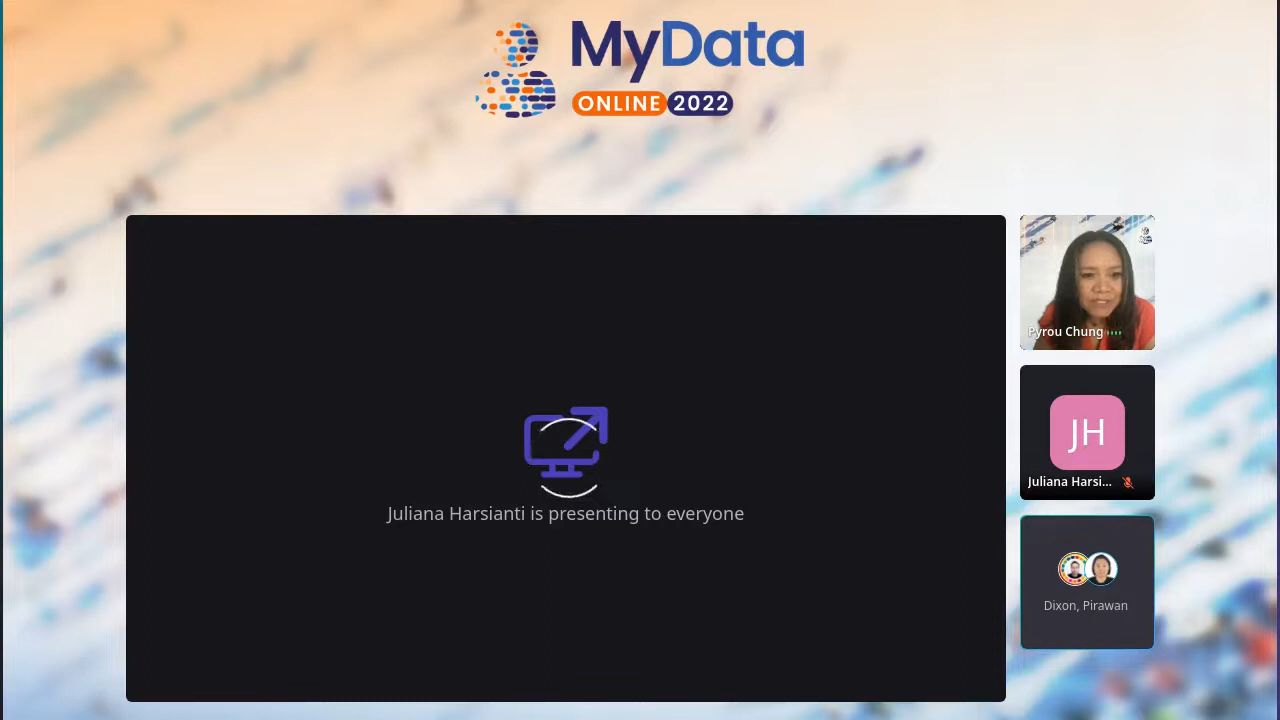 MyData
ONLINE 2022
Pyrou Chung
JH
Juliana Harsi...
Juliana Harsianti is presenting to everyone
Dixon, Pirawan